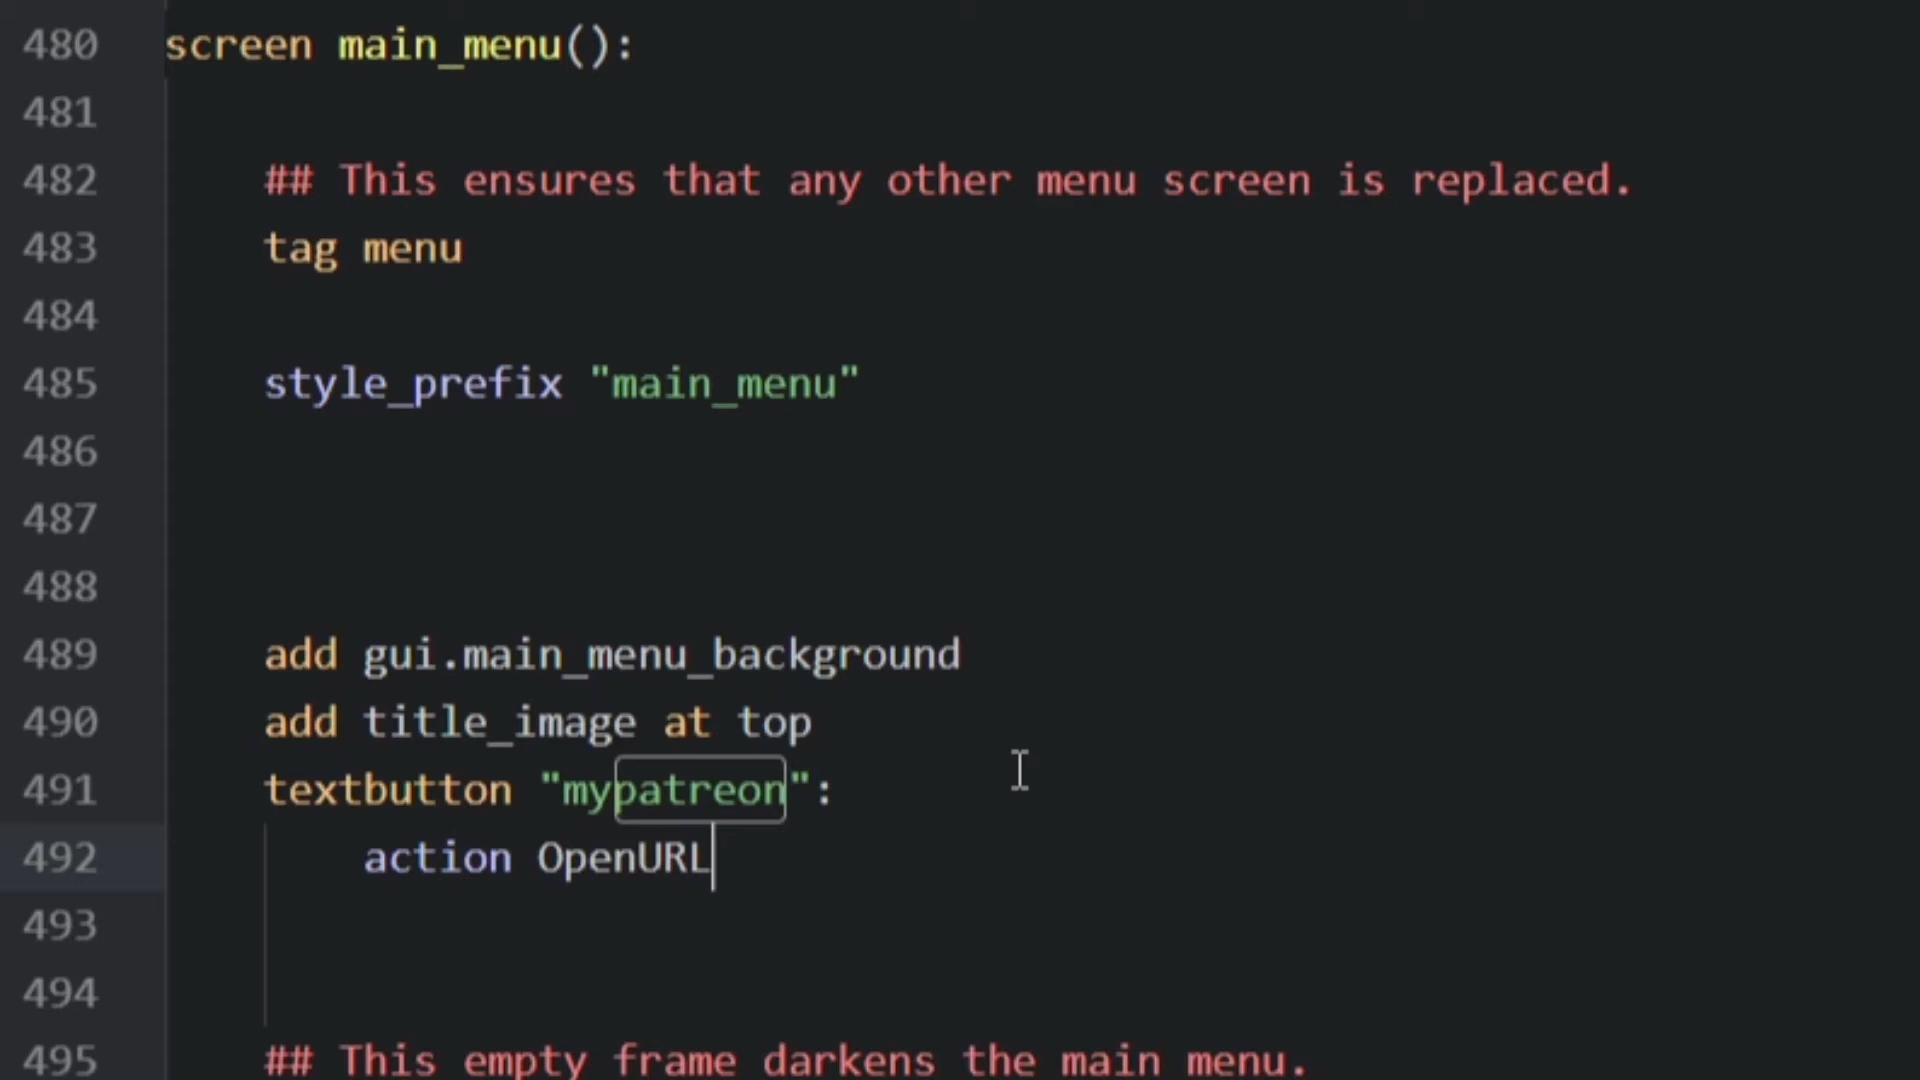 480 screen main_menu():
481
482 ## This ensures that any other menu screen is replaced.
483 tag menu
484
485 style_prefix "main_menu"
486
487
488
489 add gui.main_menu_background
490 add title_image at top
491 textbutton "mypatreon":
492 action OpenURL
493
494
495 ## This empty frame darkens the main menu.